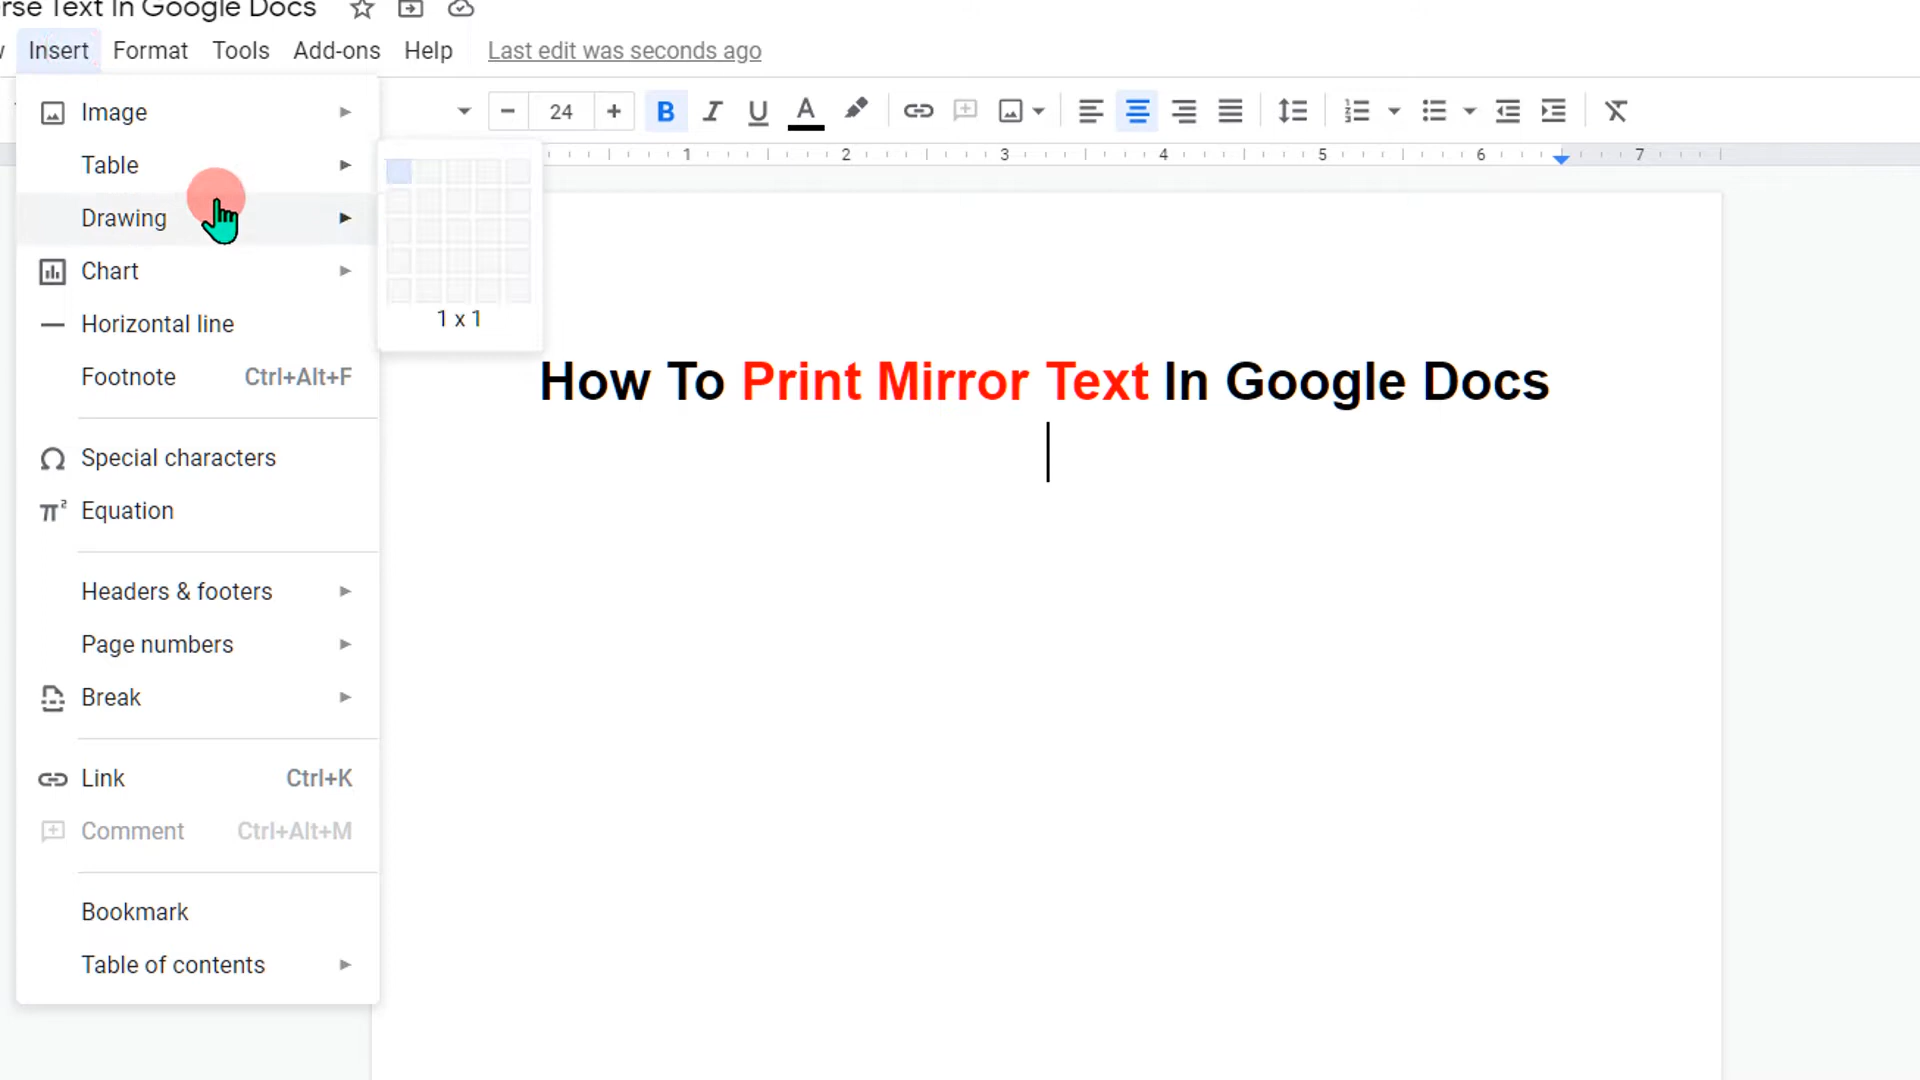 rse Text In Google Docs
Insert Format Tools Add-ons Help Last edit was seconds ago
24 B I U A
1 2 3 4 5 6 7
Image
Table
Drawing
Chart
Horizontal line
Footnote Ctrl+Alt+F
Special characters
π² Equation
Headers & footers
Page numbers
Break
Link Ctrl+K
Comment Ctrl+Alt+M
Bookmark
Table of contents
1 x 1
How To Print Mirror Text In Google Docs